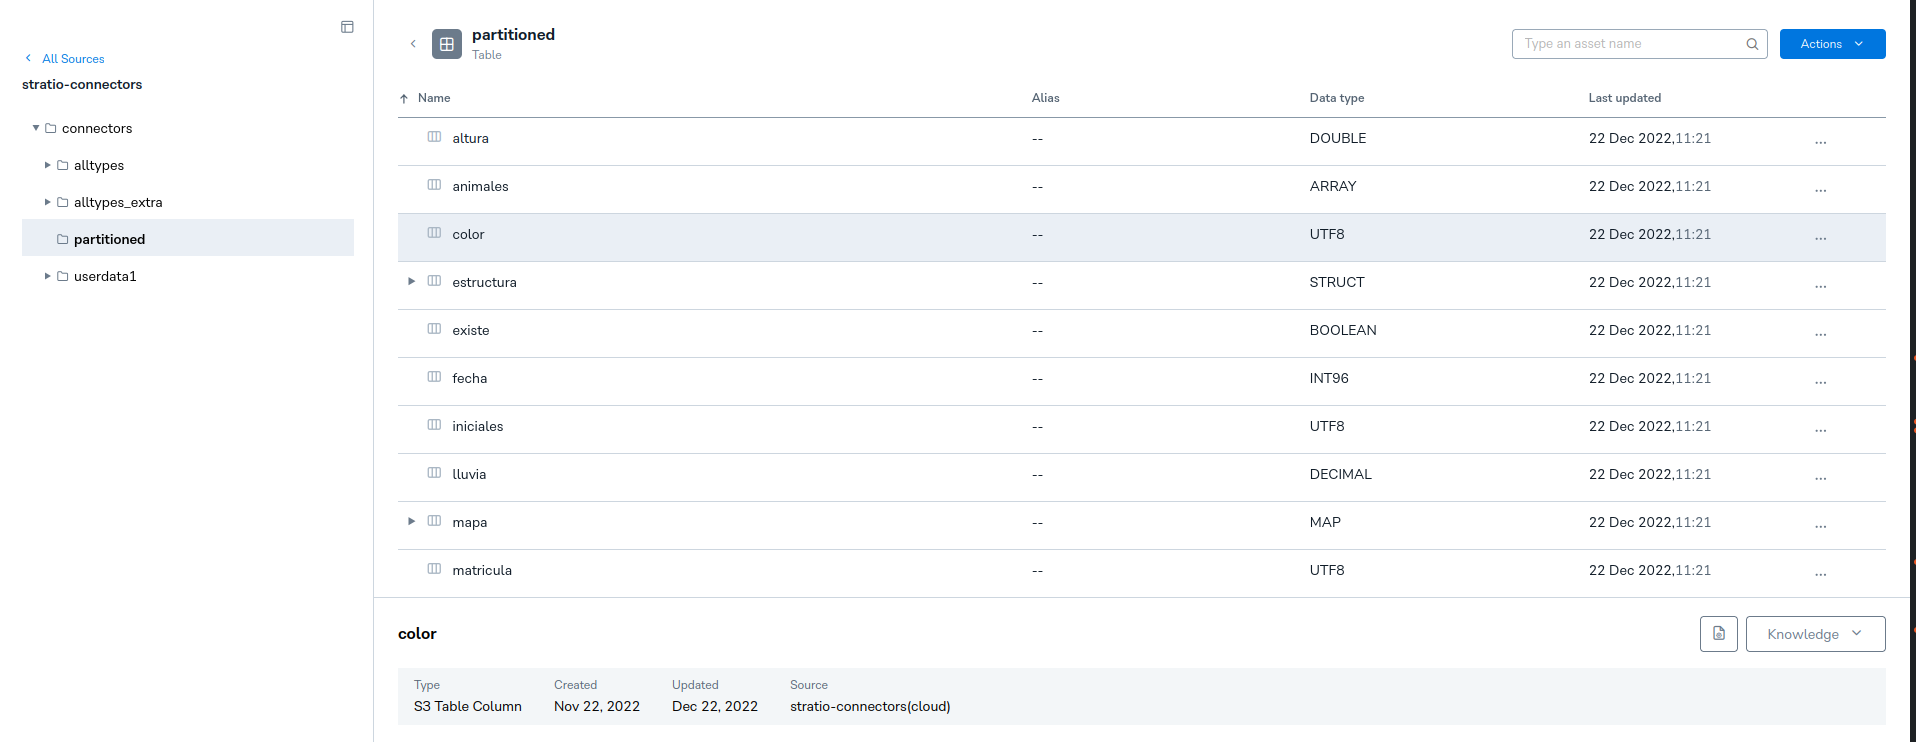 All Sources
stratio-connectors
connectors
alltypes
alltypes_extra
partitioned
userdata1
partitioned
Table
Type an asset name
Actions
Name Alias Data type Last updated
altura -- DOUBLE 22 Dec 2022,11:21 ...
animales -- ARRAY 22 Dec 2022,11:21 ...
color -- UTF8 22 Dec 2022,11:21 ...
estructura -- STRUCT 22 Dec 2022,11:21 ...
existe -- BOOLEAN 22 Dec 2022,11:21 ...
fecha -- INT96 22 Dec 2022,11:21 ...
iniciales -- UTF8 22 Dec 2022,11:21 ...
lluvia -- DECIMAL 22 Dec 2022,11:21 ...
mapa -- MAP 22 Dec 2022,11:21 ...
matricula -- UTF8 22 Dec 2022,11:21 ...
color
Knowledge
Type Created Updated Source
S3 Table Column Nov 22, 2022 Dec 22, 2022 stratio-connectors(cloud)